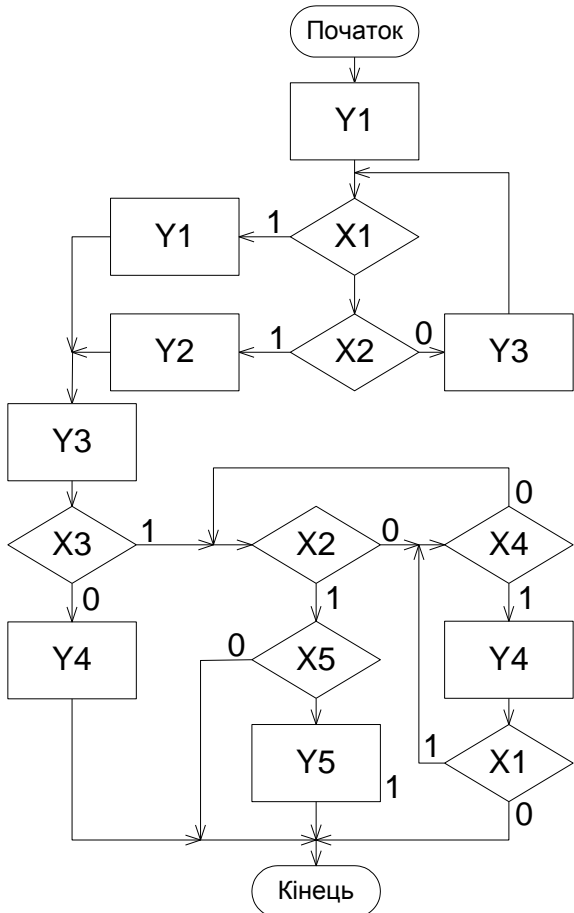 Початок
Y1
Y1 1 X1
Y2 1 X2 0 Y3
Y3
0
X3 1 X2 0 X4
0 1 1
Y4 0 X5 Y4
Y5 1 1 X1
0
Кінець